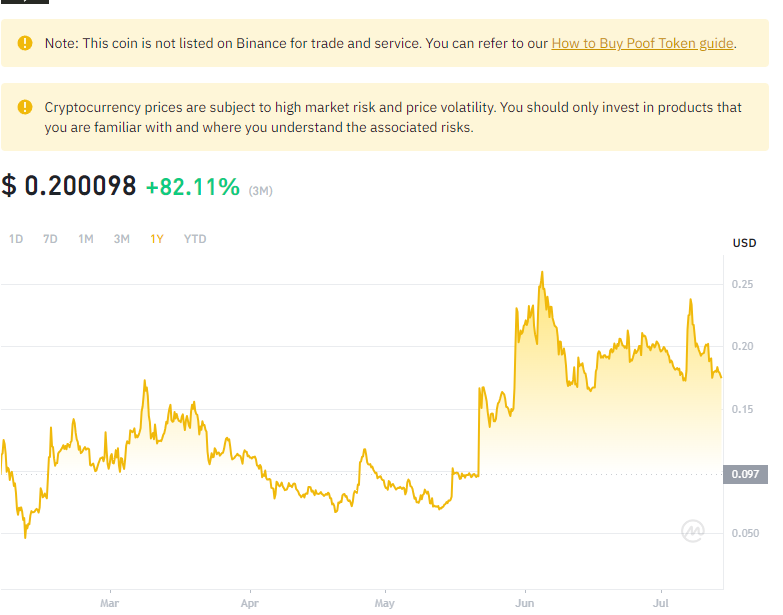 Note: This coin is not listed on Binance for trade and service. You can refer to our How to Buy Poof Token guide.
Cryptocurrency prices are subject to high market risk and price volatility. You should only invest in products that
you are familiar with and where you understand the associated risks.
$ 0.200098 +82.11% (3M)
1D 7D 1M 3M 1Y YTD
USD
0.25
0.20
0.15
0.097
0.050
Mar Apr May Jun Jul